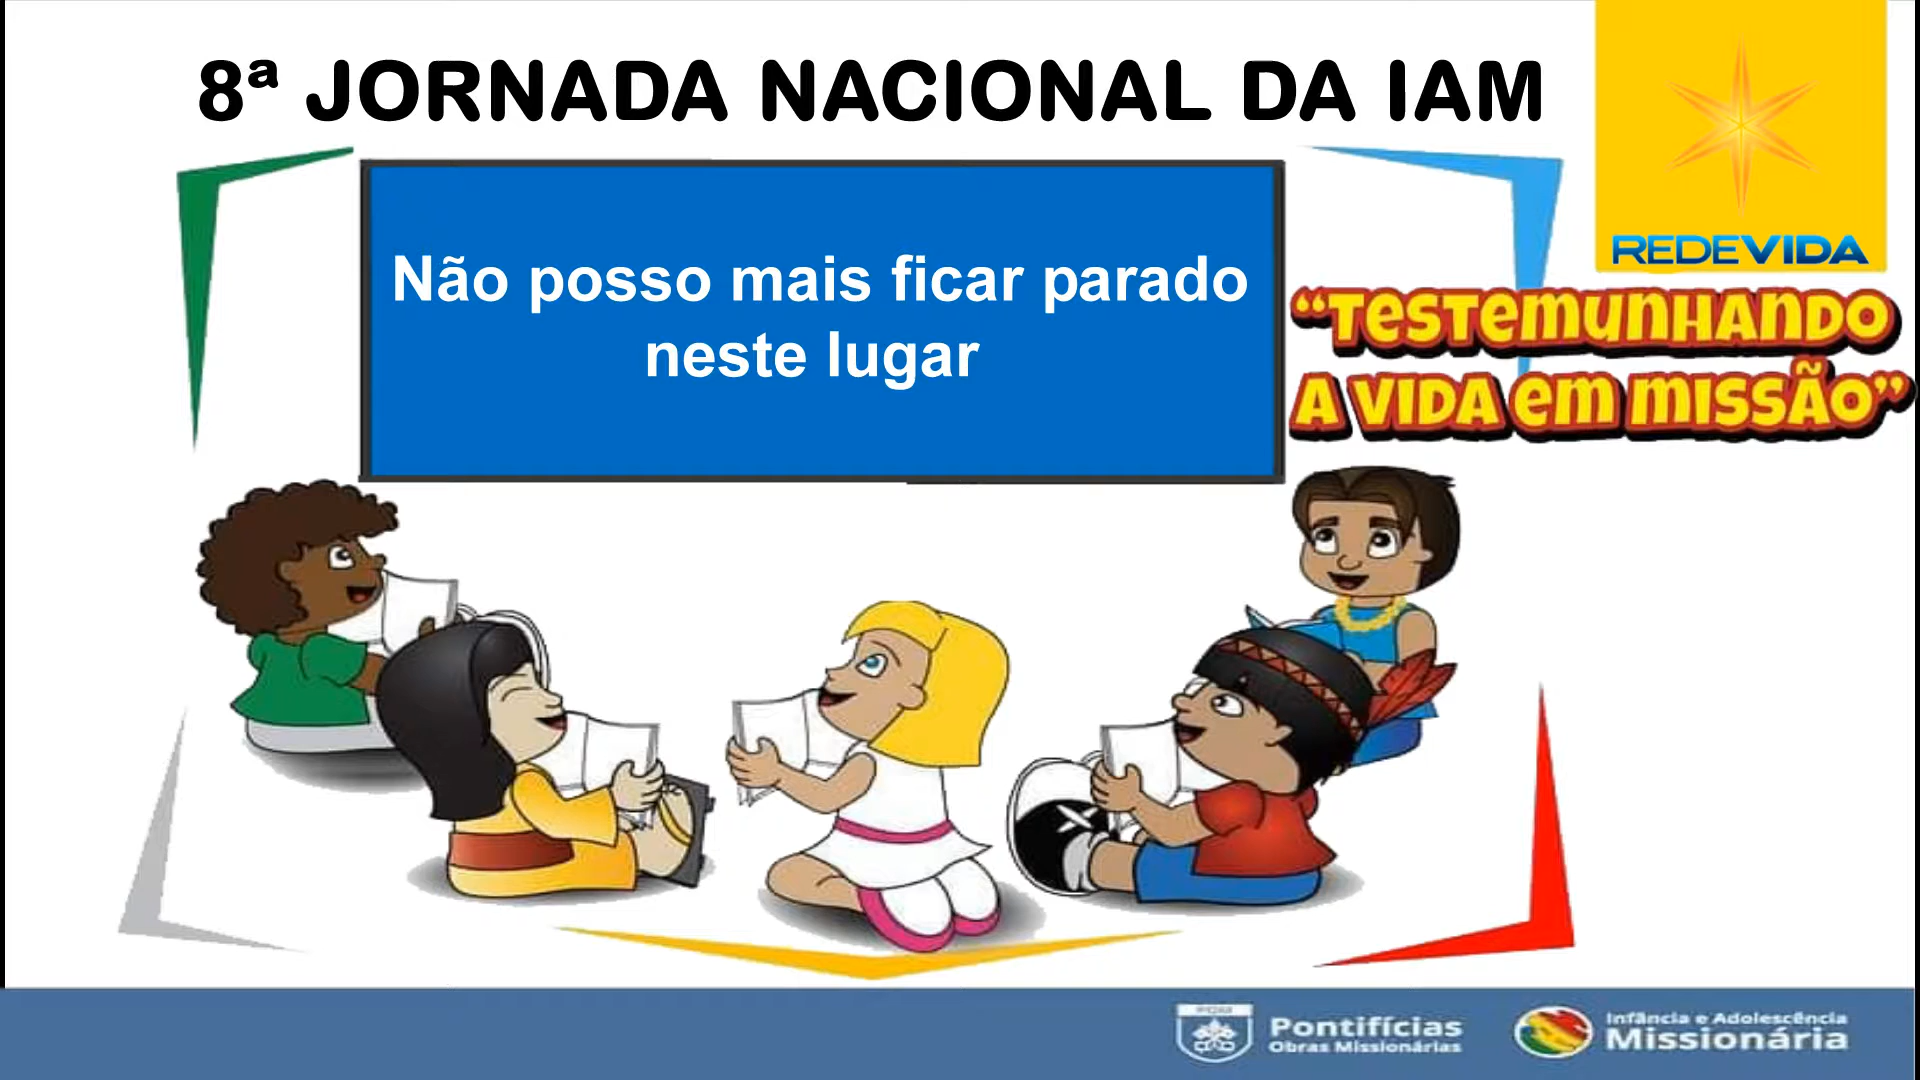 8ª JORNADA NACIONAL DA IAM
REDEVIDA
Não posso mais ficar parado
neste lugar
“TESTEMUNHANDO
A VIDA EM MISSÃO”
POM
Pontifícias
Obras Missionárias
Infância e Adolescência
Missionária